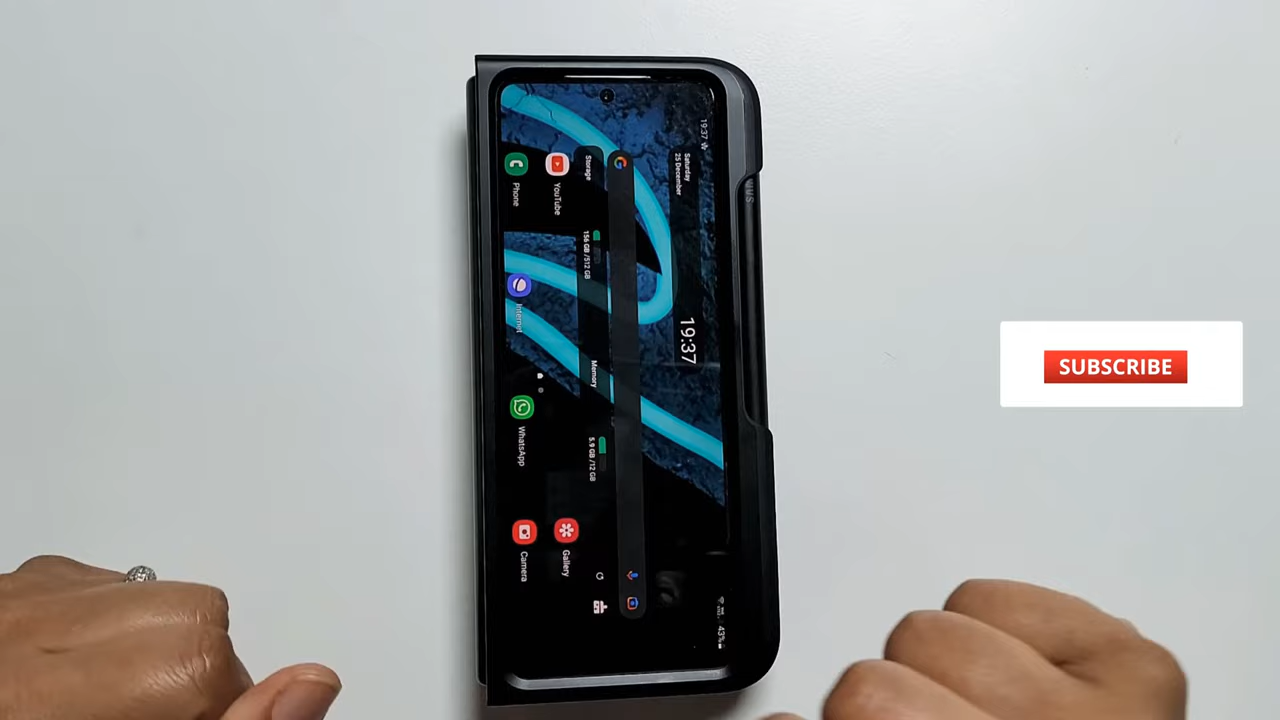 19:37
43%
Saturday
25 December
19:37
Storage
156 GB /512 GB
Memory
5.9 GB /12 GB
YouTube
Gallery
Phone
Internet
WhatsApp
Camera
SUBSCRIBE